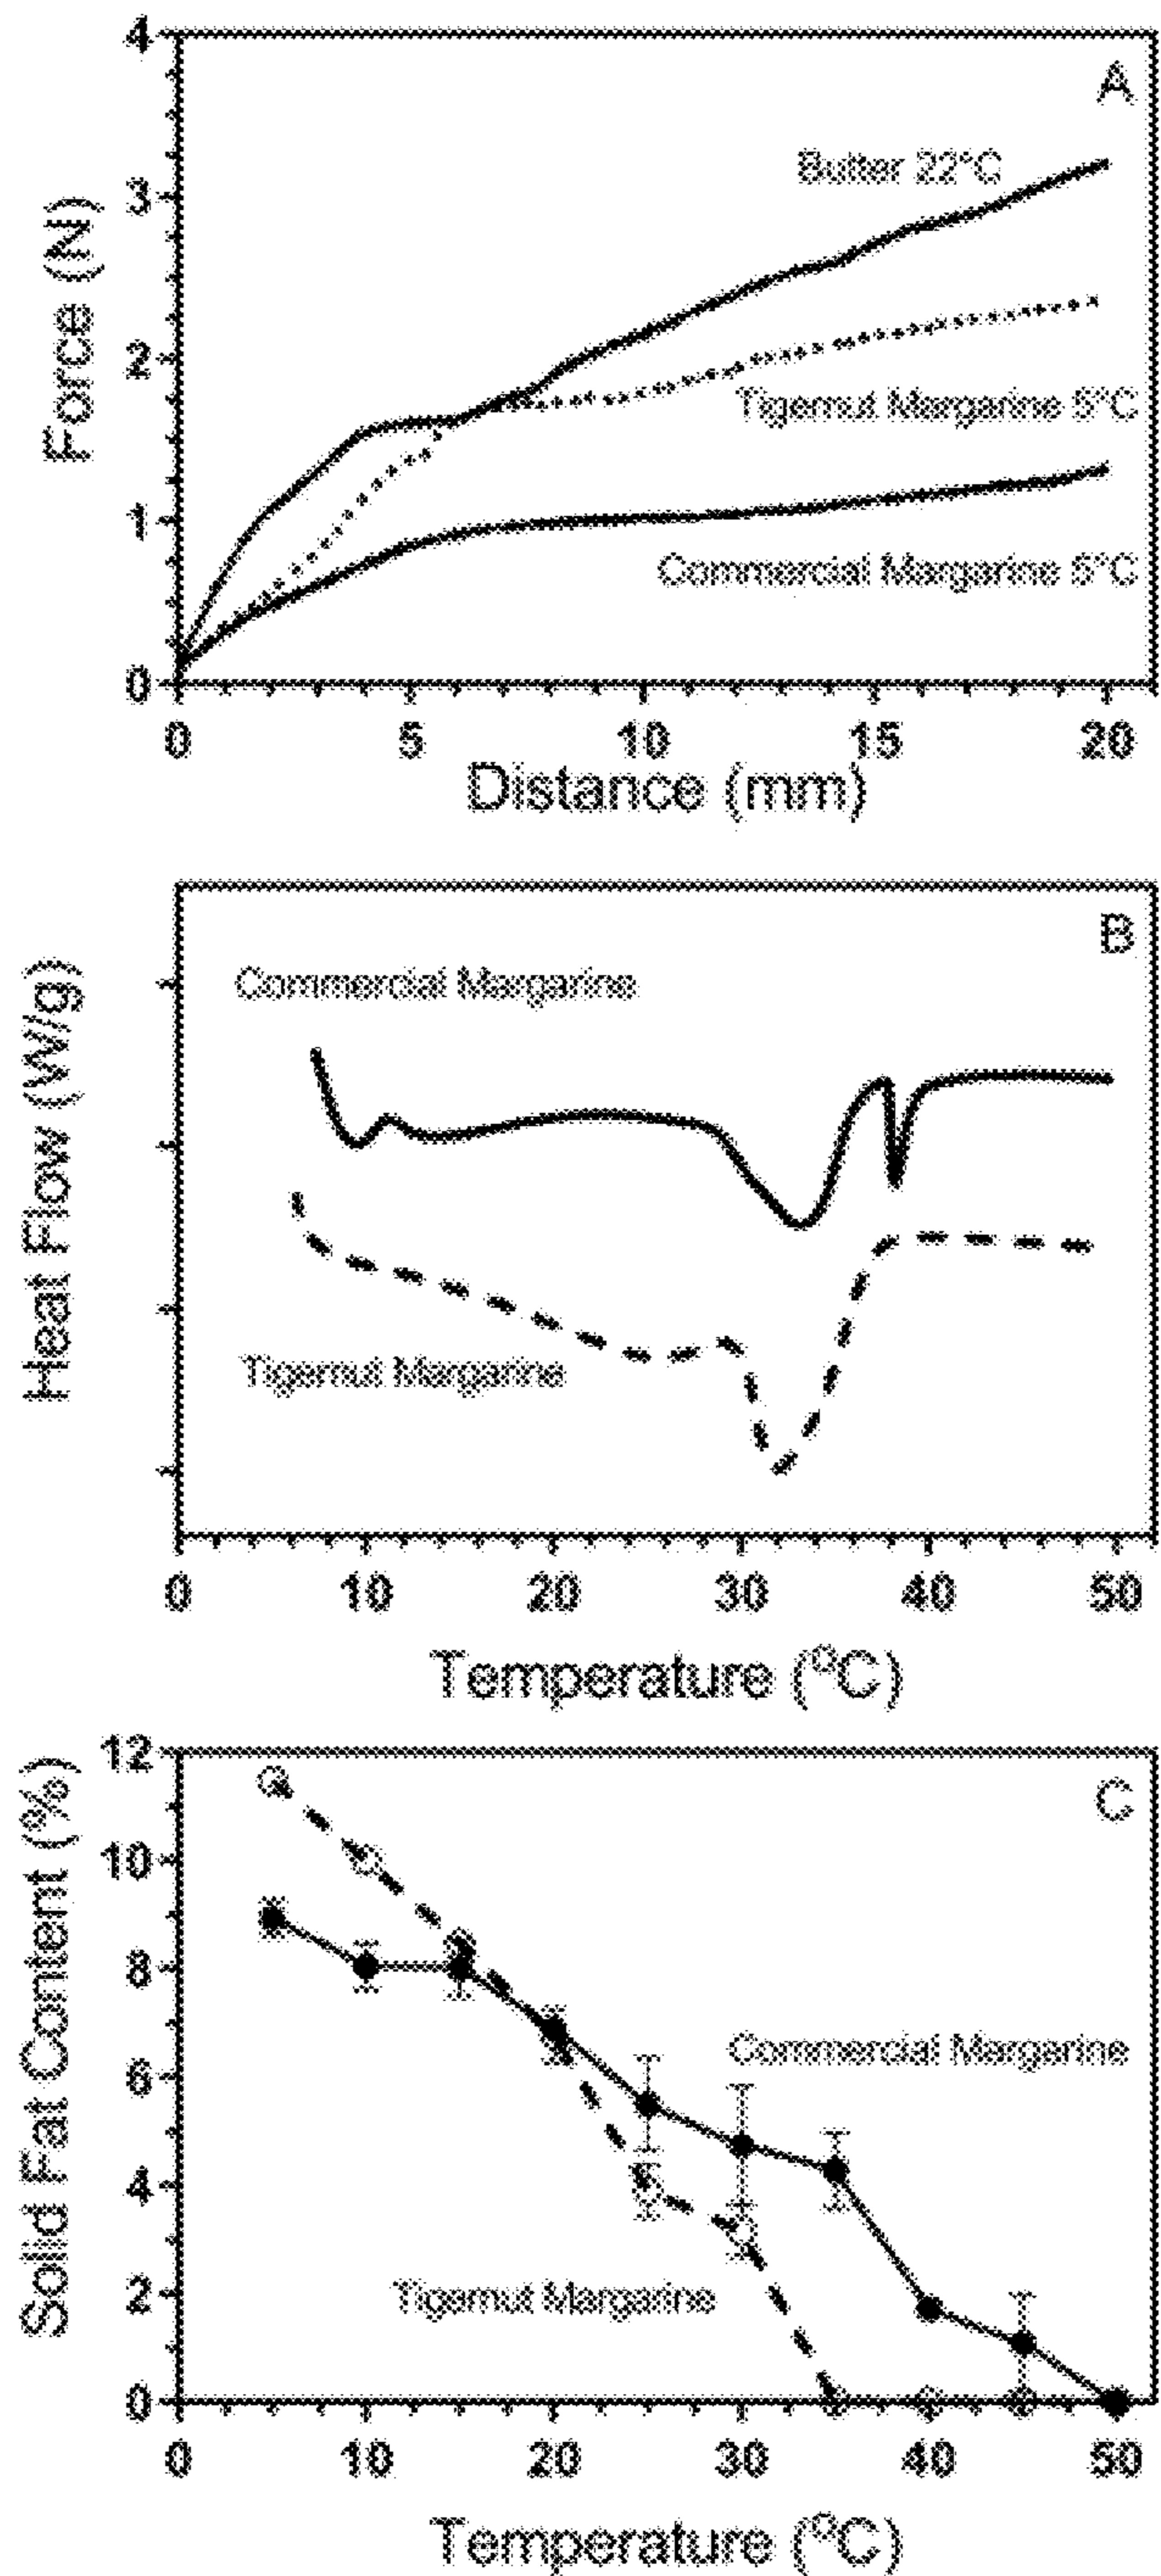 4
A
Butter 22°C
3
Force (N)
2
Tigernut Margarine 5°C
1
Commercial Margarine 5°C
0
0 5 10 15 20
Distance (mm)
B
Commercial Margarine
Heat Flow (W/g)
Tigernut Margarine
0 10 20 30 40 50
Temperature (°C)
12
C
10
8
Solid Fat Content (%)
Commercial Margarine
6
4
Tigernut Margarine
2
0
0 10 20 30 40 50
Temperature (°C)